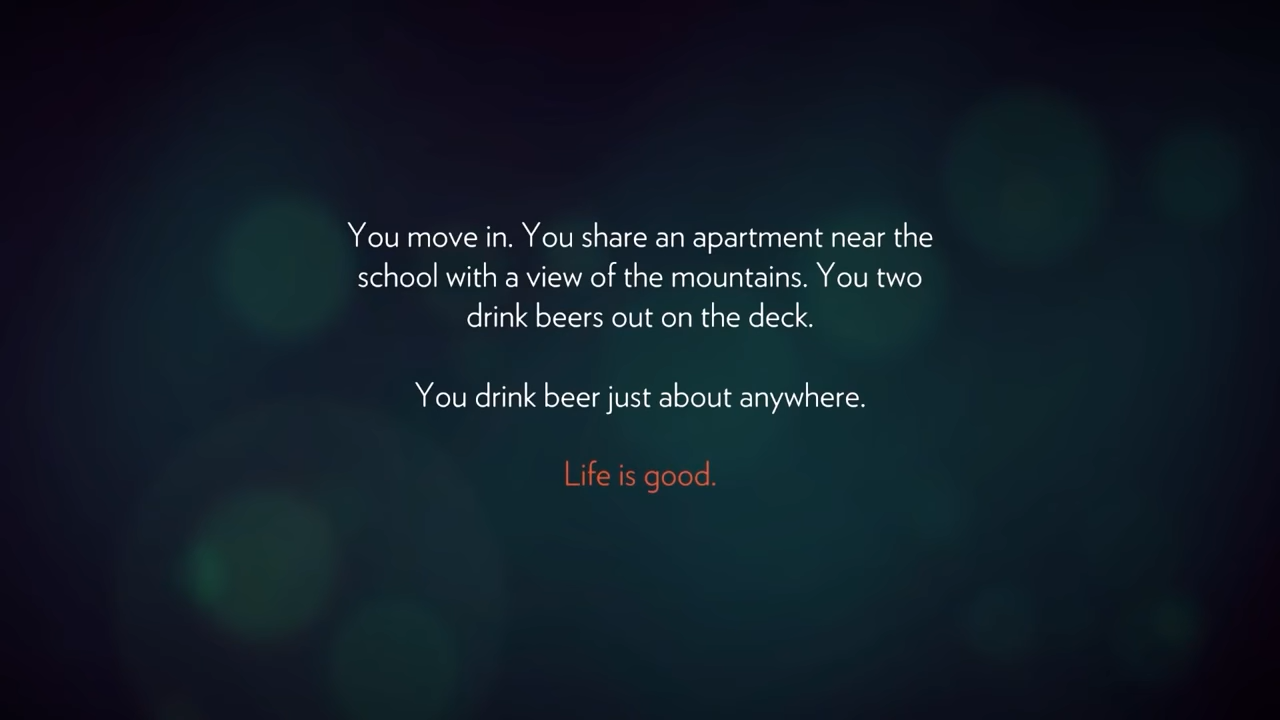 You move in. You share an apartment near the
school with a view of the mountains. You two
drink beers out on the deck.
You drink beer just about anywhere.
Life is good.